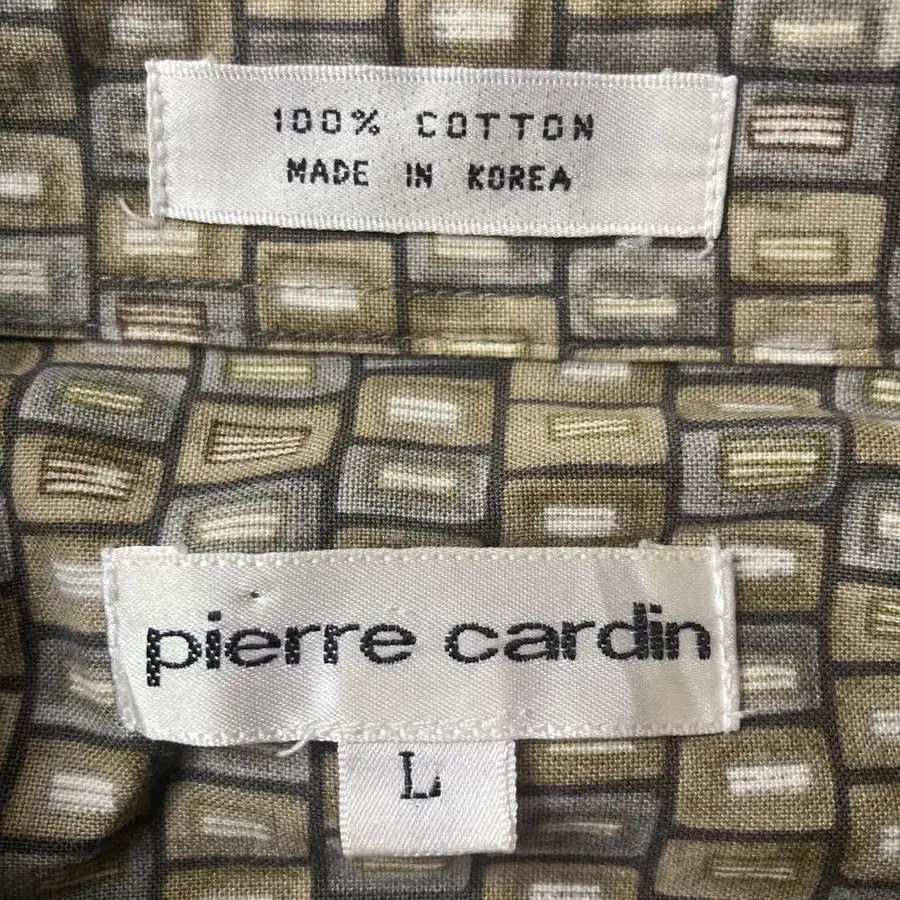 100% COTTON
MADE IN KOREA
pierre cardin
L